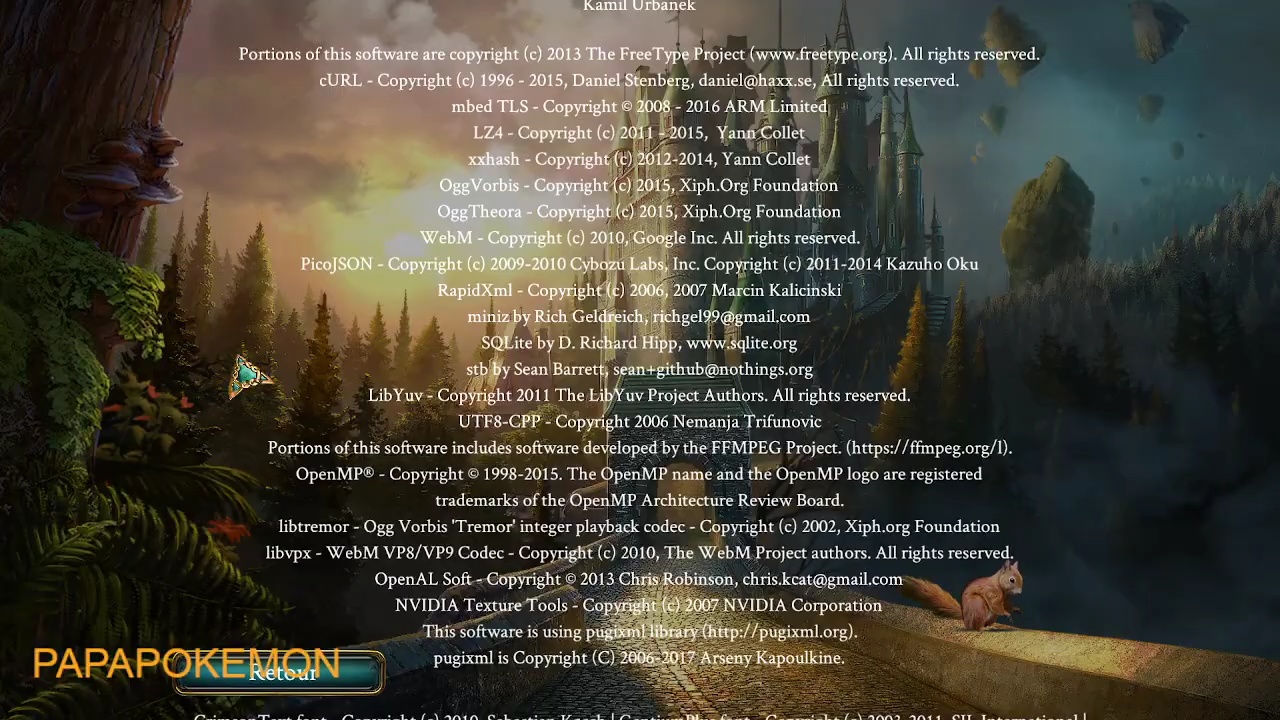 Kamil Urbanek
Portions of this software are copyright (c) 2013 The FreeType Project (www.freetype.org). All rights reserved.
cURL - Copyright (c) 1996 - 2015, Daniel Stenberg, daniel@haxx.se, All rights reserved.
mbed TLS - Copyright © 2008 - 2016 ARM Limited
LZ4 - Copyright (c) 2011 - 2015, Yann Collet
xxhash - Copyright (c) 2012-2014, Yann Collet
OggVorbis - Copyright (c) 2015, Xiph.Org Foundation
OggTheora - Copyright (c) 2015, Xiph.Org Foundation
WebM - Copyright (c) 2010, Google Inc. All rights reserved.
PicoJSON - Copyright (c) 2009-2010 Cybozu Labs, Inc. Copyright (c) 2011-2014 Kazuho Oku
RapidXml - Copyright (c) 2006, 2007 Marcin Kalicinski
miniz by Rich Geldreich, richgel99@gmail.com
SQLite by D. Richard Hipp, www.sqlite.org
stb by Sean Barrett, sean+github@nothings.org
LibYuv - Copyright 2011 The LibYuv Project Authors. All rights reserved.
UTF8-CPP - Copyright 2006 Nemanja Trifunovic
Portions of this software includes software developed by the FFMPEG Project. (https://ffmpeg.org/l).
OpenMP® - Copyright © 1998-2015. The OpenMP name and the OpenMP logo are registered
trademarks of the OpenMP Architecture Review Board.
libtremor - Ogg Vorbis 'Tremor' integer playback codec - Copyright (c) 2002, Xiph.org Foundation
libvpx - WebM VP8/VP9 Codec - Copyright (c) 2010, The WebM Project authors. All rights reserved.
OpenAL Soft - Copyright © 2013 Chris Robinson, chris.kcat@gmail.com
NVIDIA Texture Tools - Copyright (c) 2007 NVIDIA Corporation
This software is using pugixml library (http://pugixml.org).
pugixml is Copyright (C) 2006-2017 Arseny Kapoulkine.
PAPAPOKEMON
Retour